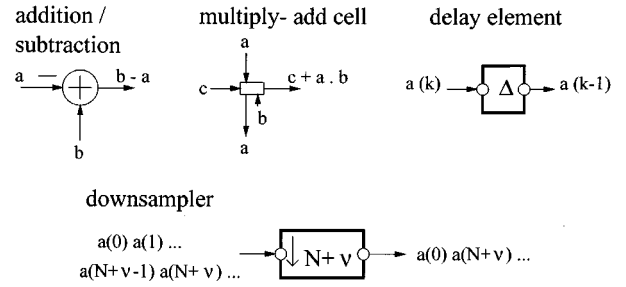 addition /
subtraction
multiply- add cell
delay element
a
−
+
b - a
b
a
c
c + a . b
b
a
a (k)
Δ
a (k-1)
downsampler
a(0) a(1) ...
a(N+ν-1) a(N+ ν) ...
↓ N+ ν
a(0) a(N+ν) ...